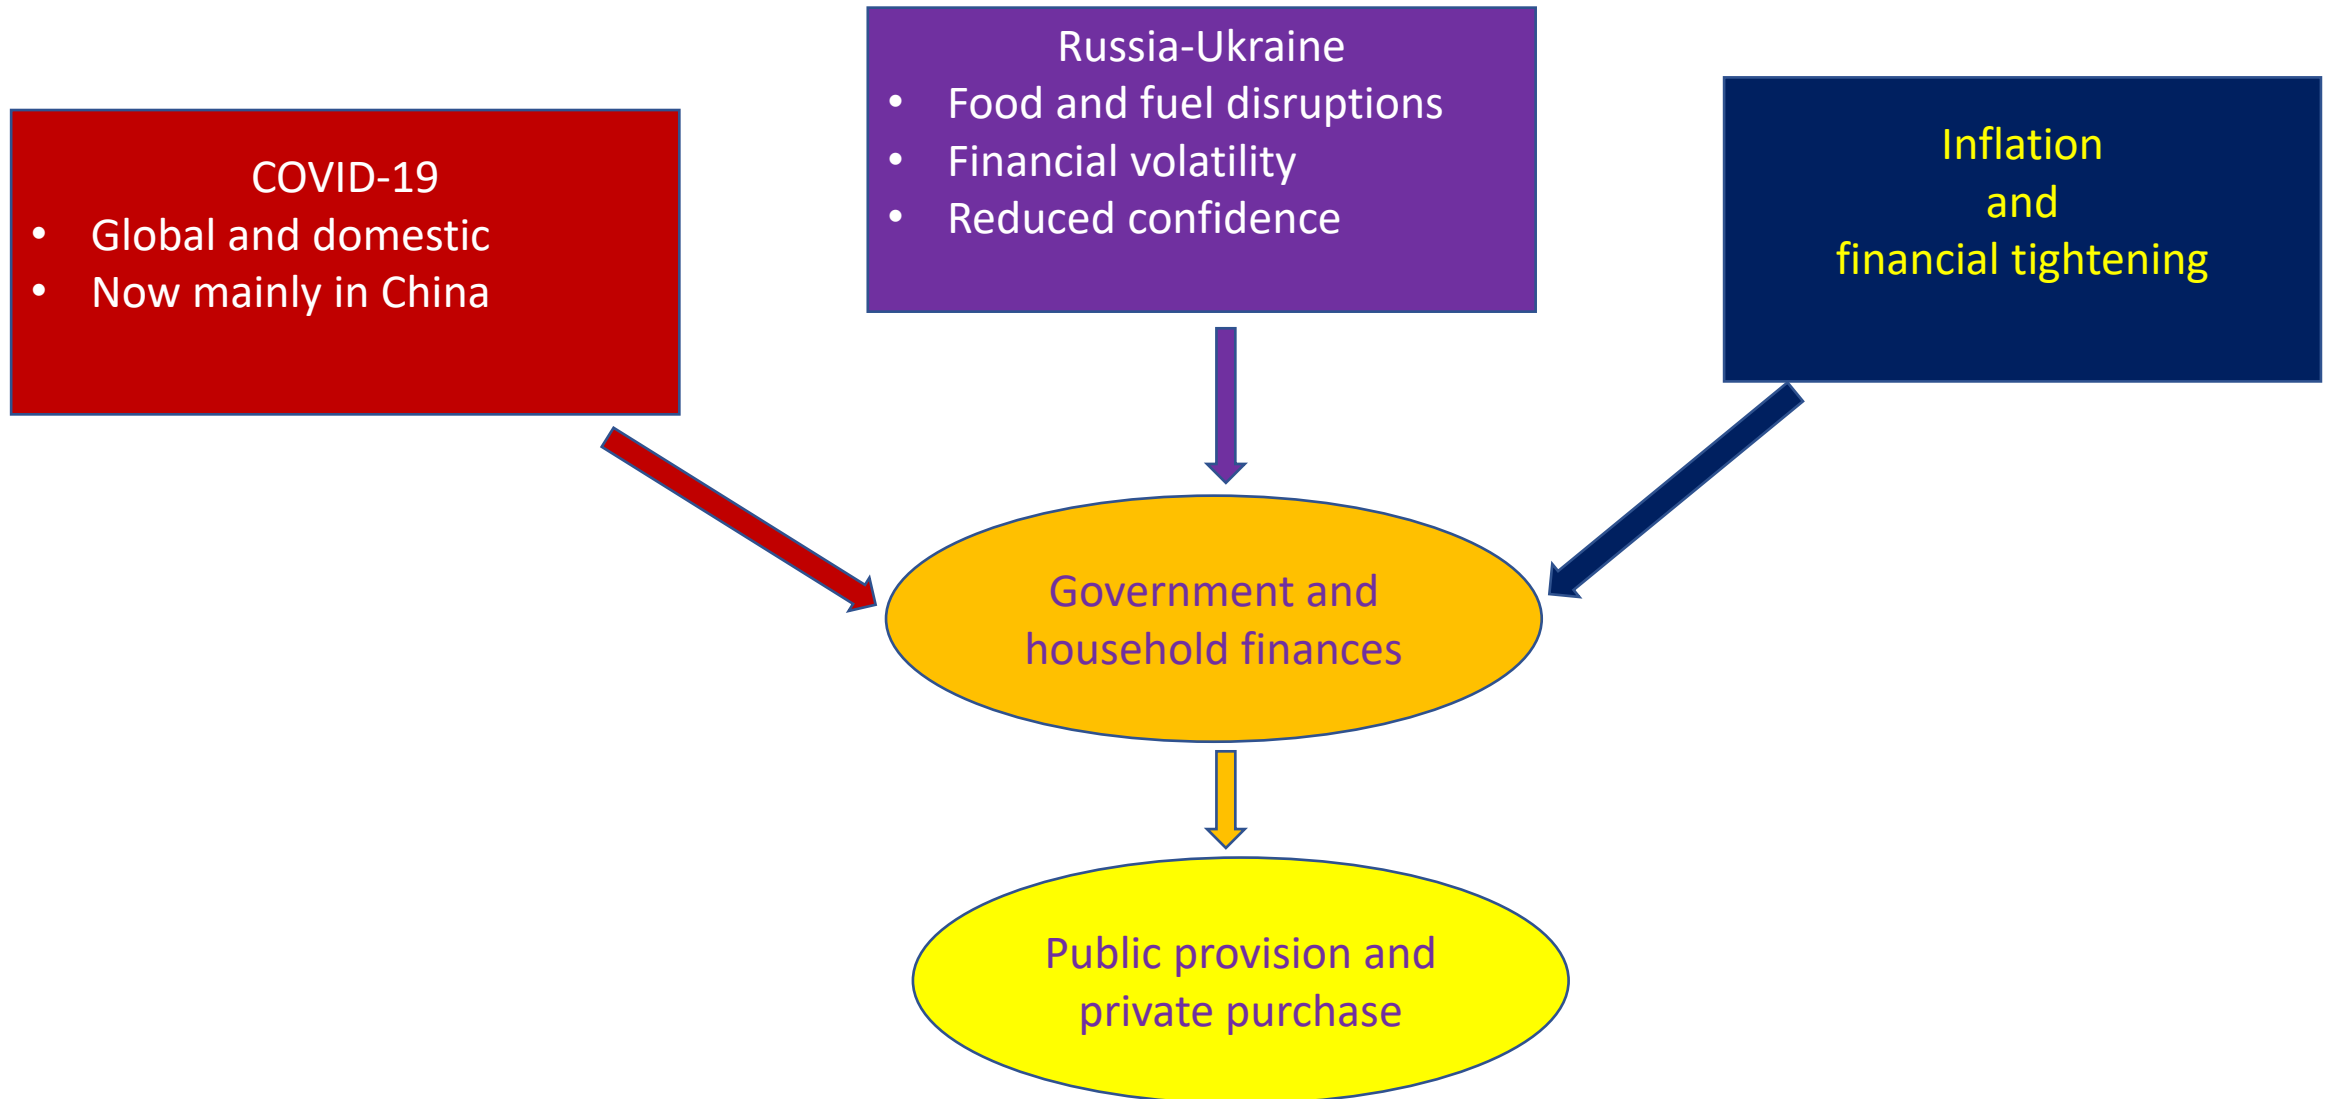 COVID-19
• Global and domestic
• Now mainly in China
Russia-Ukraine
• Food and fuel disruptions
• Financial volatility
• Reduced confidence
Inflation
and
financial tightening
Government and
household finances
Public provision and
private purchase